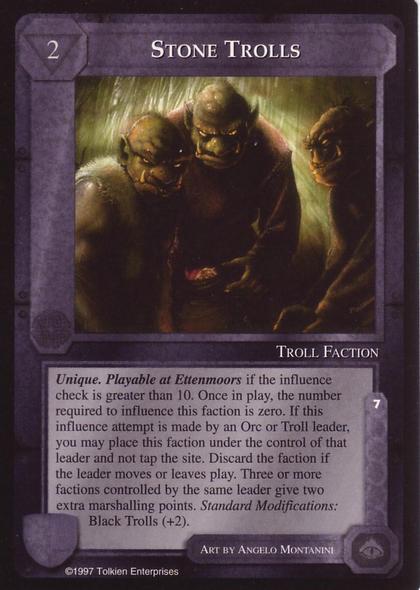 2
STONE TROLLS
TROLL FACTION
Unique. Playable at Ettenmoors if the influence
check is greater than 10. Once in play, the number
required to influence this faction is zero. If this
influence attempt is made by an Orc or Troll leader,
you may place this faction under the control of that
leader and not tap the site. Discard the faction if
the leader moves or leaves play. Three or more
factions controlled by the same leader give two
extra marshalling points. Standard Modifications:
Black Trolls (+2).
7
ART BY ANGELO MONTANINI
©1997 Tolkien Enterprises